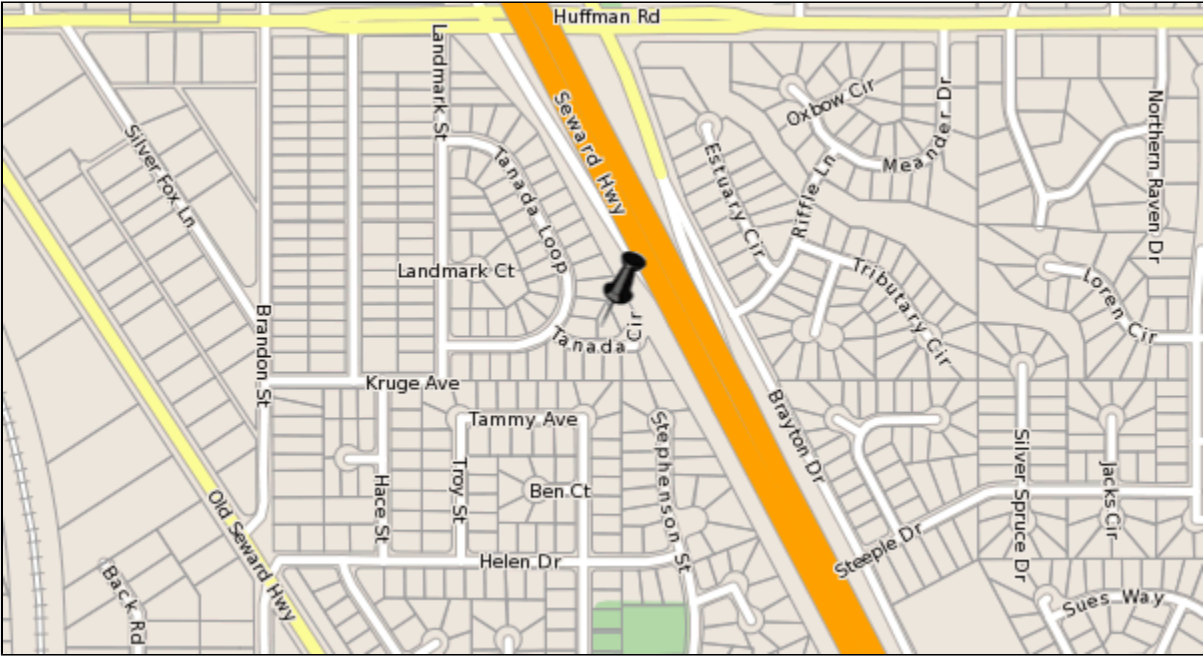 Huffman Rd
Landmark St
Seward Hwy
Oxbow Cir
Meander Dr
Northern Raven Dr
Silver Fox Ln
Tanada Loop
Estuary Cir
Riffle Ln
Landmark Ct
Tributary Cir
Loren Cir
Brandon St
Tanada Cir
Kruge Ave
Tammy Ave
Stephenson St
Brayton Dr
Silver Spruce Dr
Jacks Cir
Hace St
Troy St
Ben Ct
Old Seward Hwy
Helen Dr
Steeple Dr
Back Rd
Sues Way